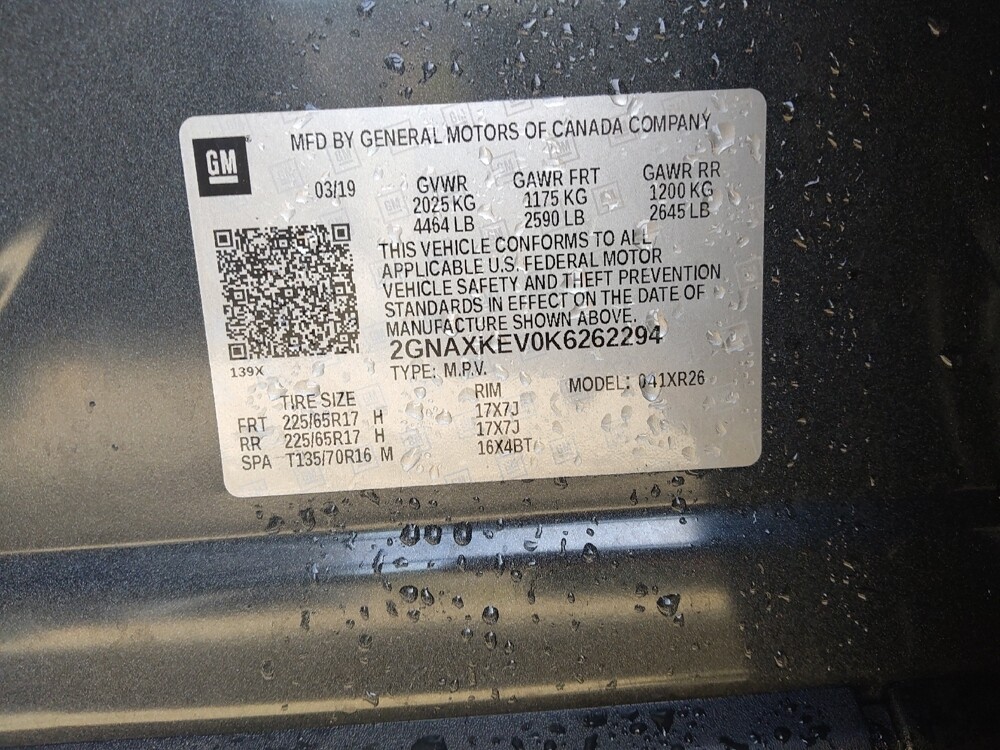 GM
MFD BY GENERAL MOTORS OF CANADA COMPANY
03/19
GVWR
2025 KG
4464 LB
GAWR FRT
1175 KG
2590 LB
GAWR RR
1200 KG
2645 LB
THIS VEHICLE CONFORMS TO ALL
APPLICABLE U.S. FEDERAL MOTOR
VEHICLE SAFETY AND THEFT PREVENTION
STANDARDS IN EFFECT ON THE DATE OF
MANUFACTURE SHOWN ABOVE.
2GNAXKEV0K6262294
139X
TYPE: M.P.V.
MODEL: 041XR26
TIRE SIZE RIM
FRT 225/65R17 H 17X7J
RR 225/65R17 H 17X7J
SPA T135/70R16 M 16X4BT